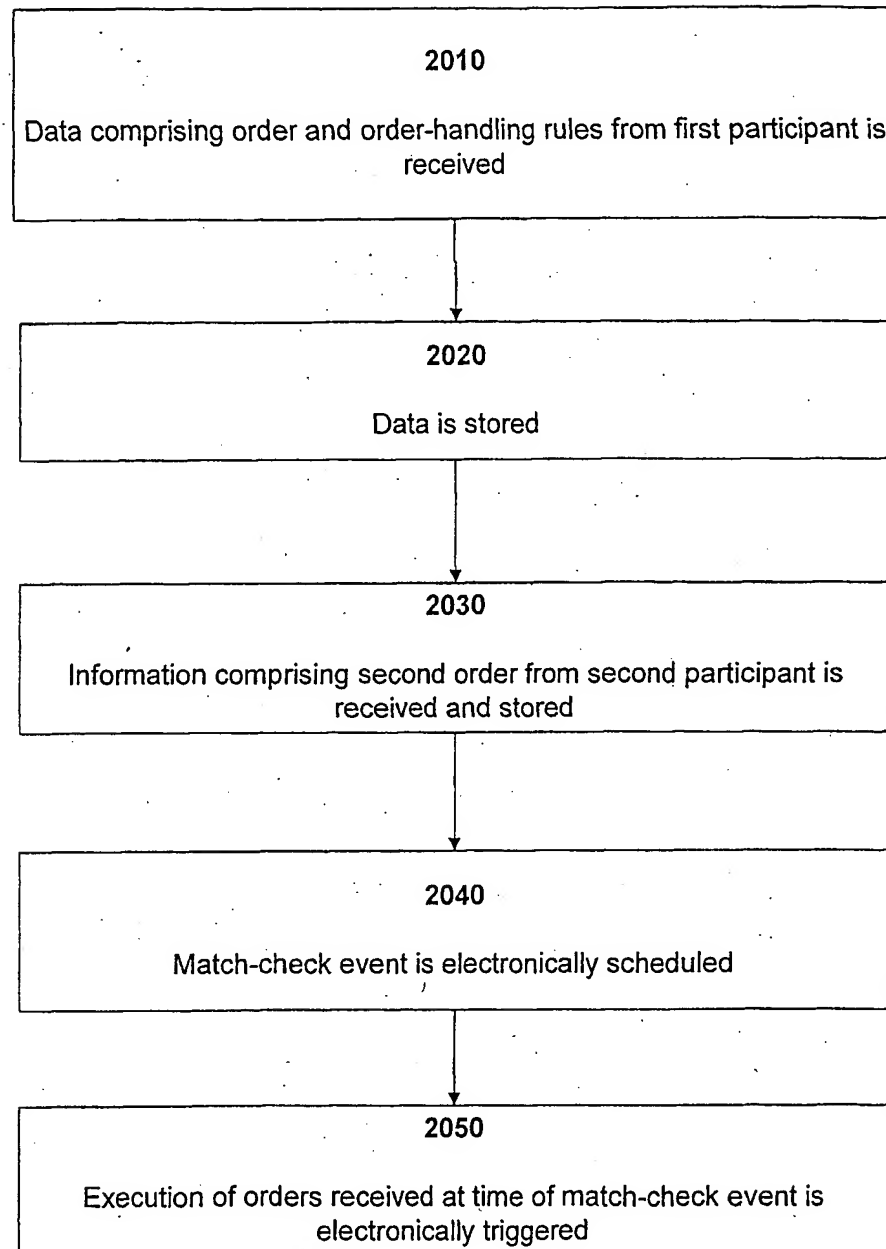 2010
Data comprising order and order-handling rules from first participant is
received
2020
Data is stored
2030
Information comprising second order from second participant is
received and stored
2040
Match-check event is electronically scheduled
2050
Execution of orders received at time of match-check event is
electronically triggered